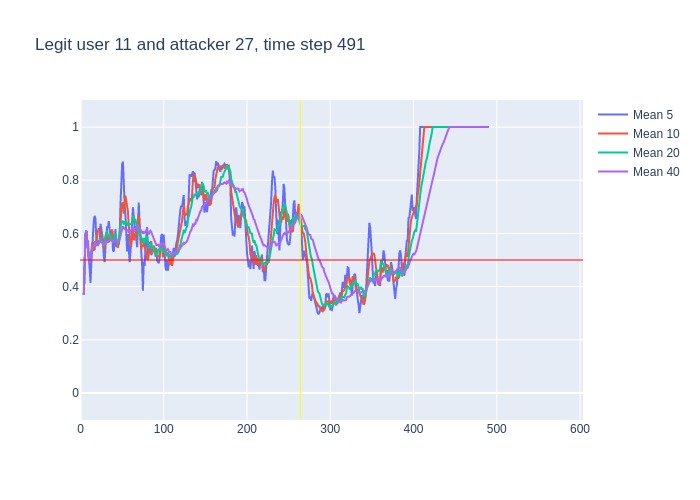 Legit user 11 and attacker 27, time step 491
Mean 5
Mean 10
Mean 20
Mean 40
1
0.8
0.6
0.4
0.2
0
0 100 200 300 400 500 600